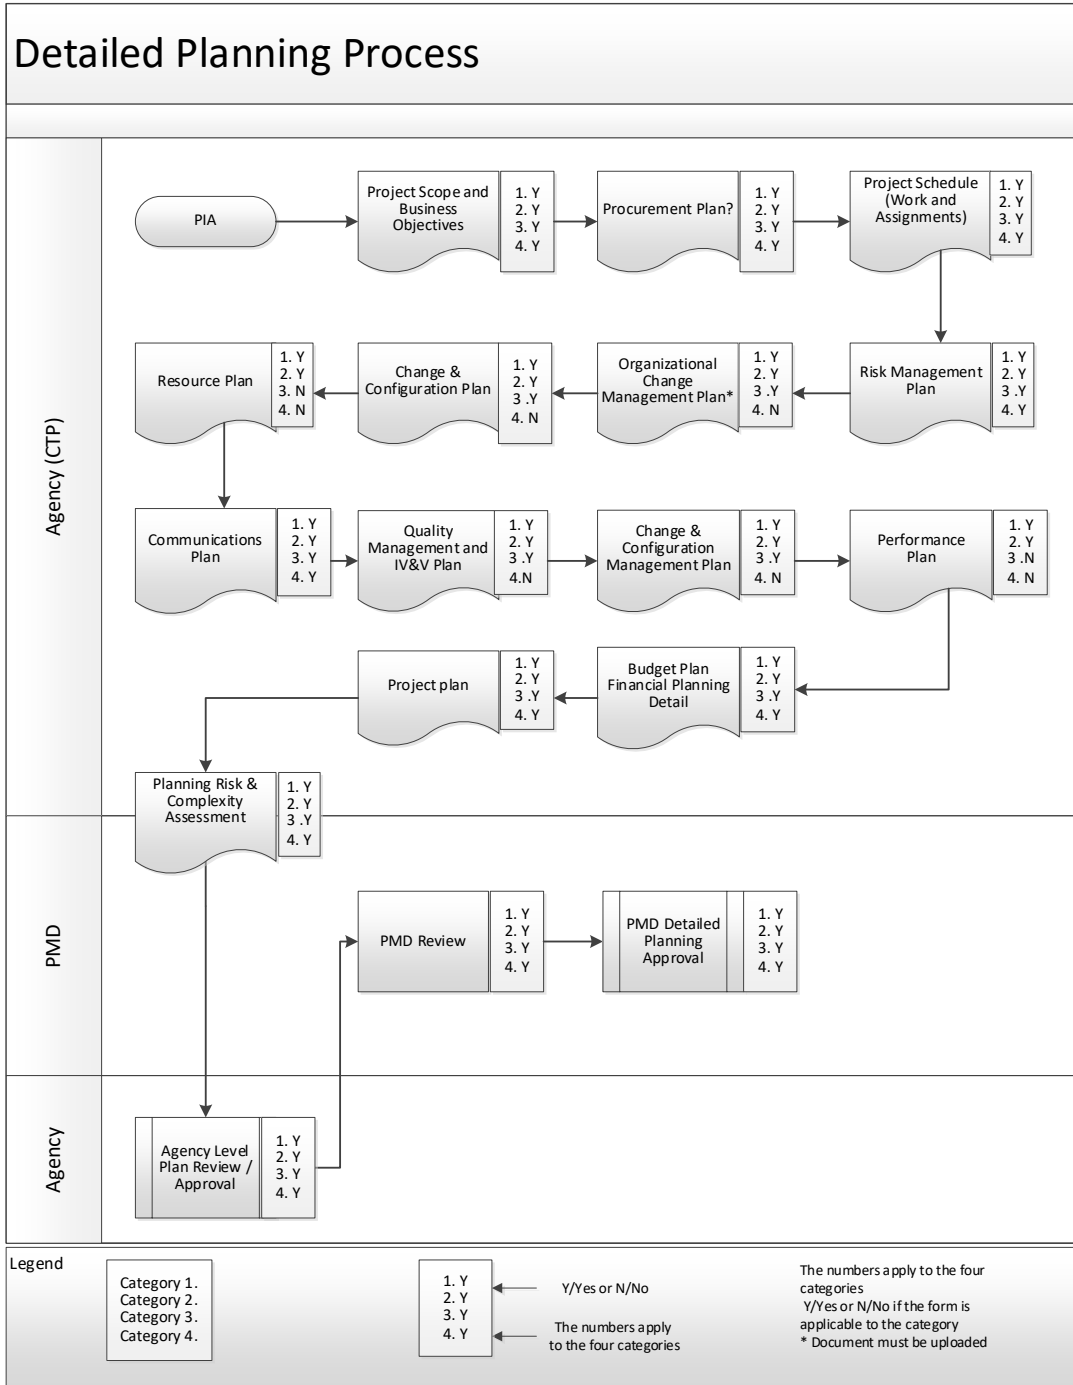 Detailed Planning Process
Agency (CTP)
PIA
Project Scope and
Business
Objectives
1. Y
2. Y
3. Y
4. Y
Procurement Plan?
1. Y
2. Y
3. Y
4. Y
Project Schedule
(Work and
Assignments)
1. Y
2. Y
3. Y
4. Y
Resource Plan
1. Y
2. Y
3. N
4. N
Change &
Configuration Plan
1. Y
2. Y
3 .Y
4. N
Organizational
Change
Management Plan*
1. Y
2. Y
3 .Y
4. N
Risk Management
Plan
1. Y
2. Y
3 .Y
4. Y
Communications
Plan
1. Y
2. Y
3. Y
4. Y
Quality
Management and
IV&V Plan
1. Y
2. Y
3 .Y
4.N
Change &
Configuration
Management Plan
1. Y
2. Y
3 .Y
4. N
Performance
Plan
1. Y
2. Y
3 .N
4. N
Project plan
1. Y
2. Y
3 .Y
4. Y
Budget Plan
Financial Planning
Detail
1. Y
2. Y
3 .Y
4. Y
Planning Risk &
Complexity
Assessment
1. Y
2. Y
3 .Y
4. Y
PMD
PMD Review
1. Y
2. Y
3. Y
4. Y
PMD Detailed
Planning
Approval
1. Y
2. Y
3. Y
4. Y
Agency
Agency Level
Plan Review /
Approval
1. Y
2. Y
3. Y
4. Y
Legend
Category 1.
Category 2.
Category 3.
Category 4.
1. Y
2. Y
3. Y
4. Y
Y/Yes or N/No
The numbers apply
to the four categories
The numbers apply to the four
categories
Y/Yes or N/No if the form is
applicable to the category
* Document must be uploaded